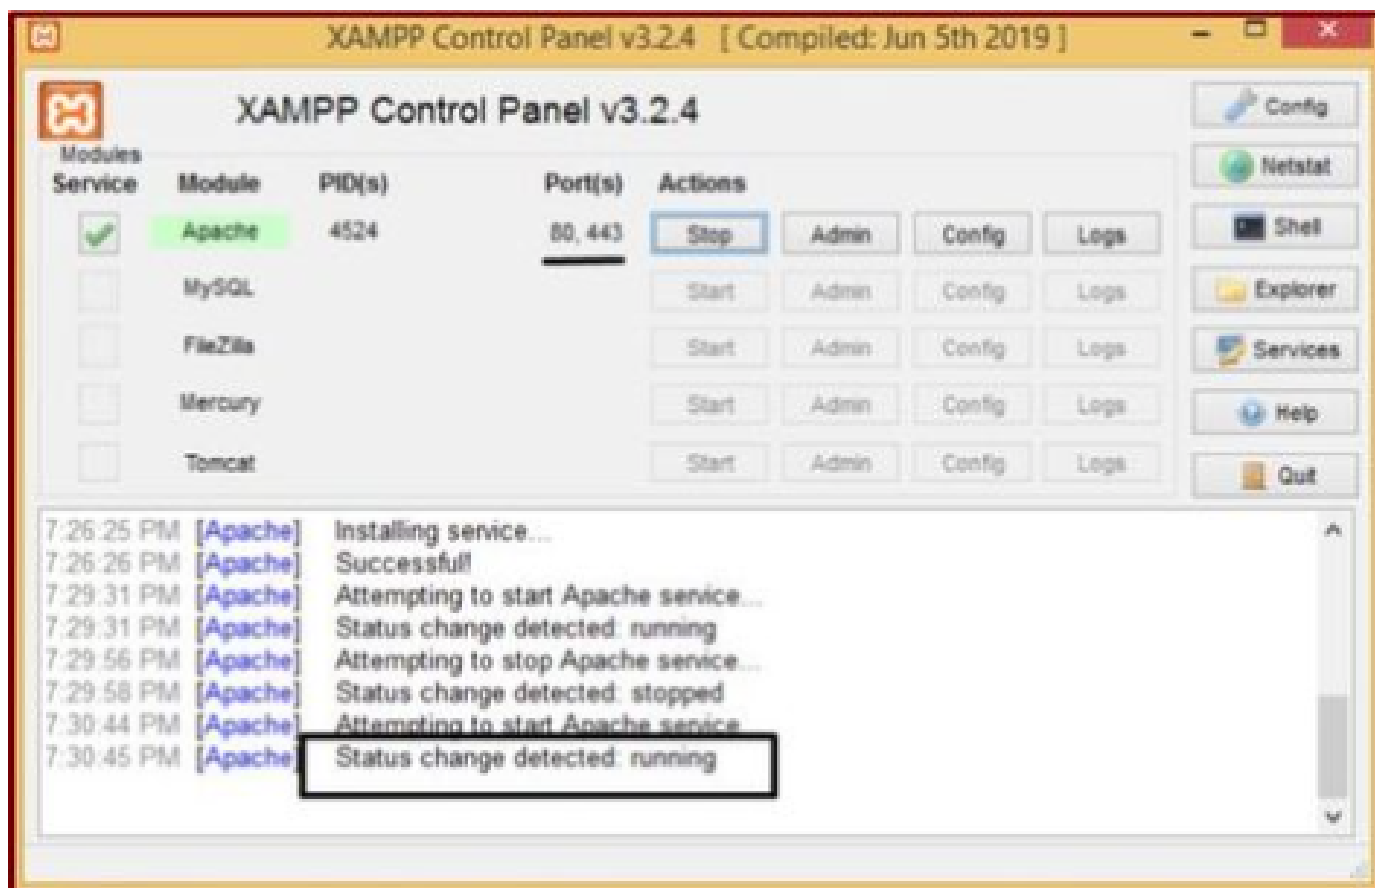 XAMPP Control Panel v3.2.4 [ Compiled: Jun 5th 2019 ]
XAMPP Control Panel v3.2.4
Config
Modules
Netstat
Service Module PID(s) Port(s) Actions
Apache 4524 80, 443 Stop Admin Config Logs
Shell
MySQL Start Admin Config Logs
Explorer
FileZilla Start Admin Config Logs
Services
Mercury Start Admin Config Logs
Help
Tomcat Start Admin Config Logs
Quit
7:26:25 PM [Apache] Installing service...
7:26:26 PM [Apache] Successful!
7:29:31 PM [Apache] Attempting to start Apache service...
7:29:31 PM [Apache] Status change detected: running
7:29:56 PM [Apache] Attempting to stop Apache service...
7:29:58 PM [Apache] Status change detected: stopped
7:30:44 PM [Apache] Attempting to start Apache service...
7:30:45 PM [Apache] Status change detected: running